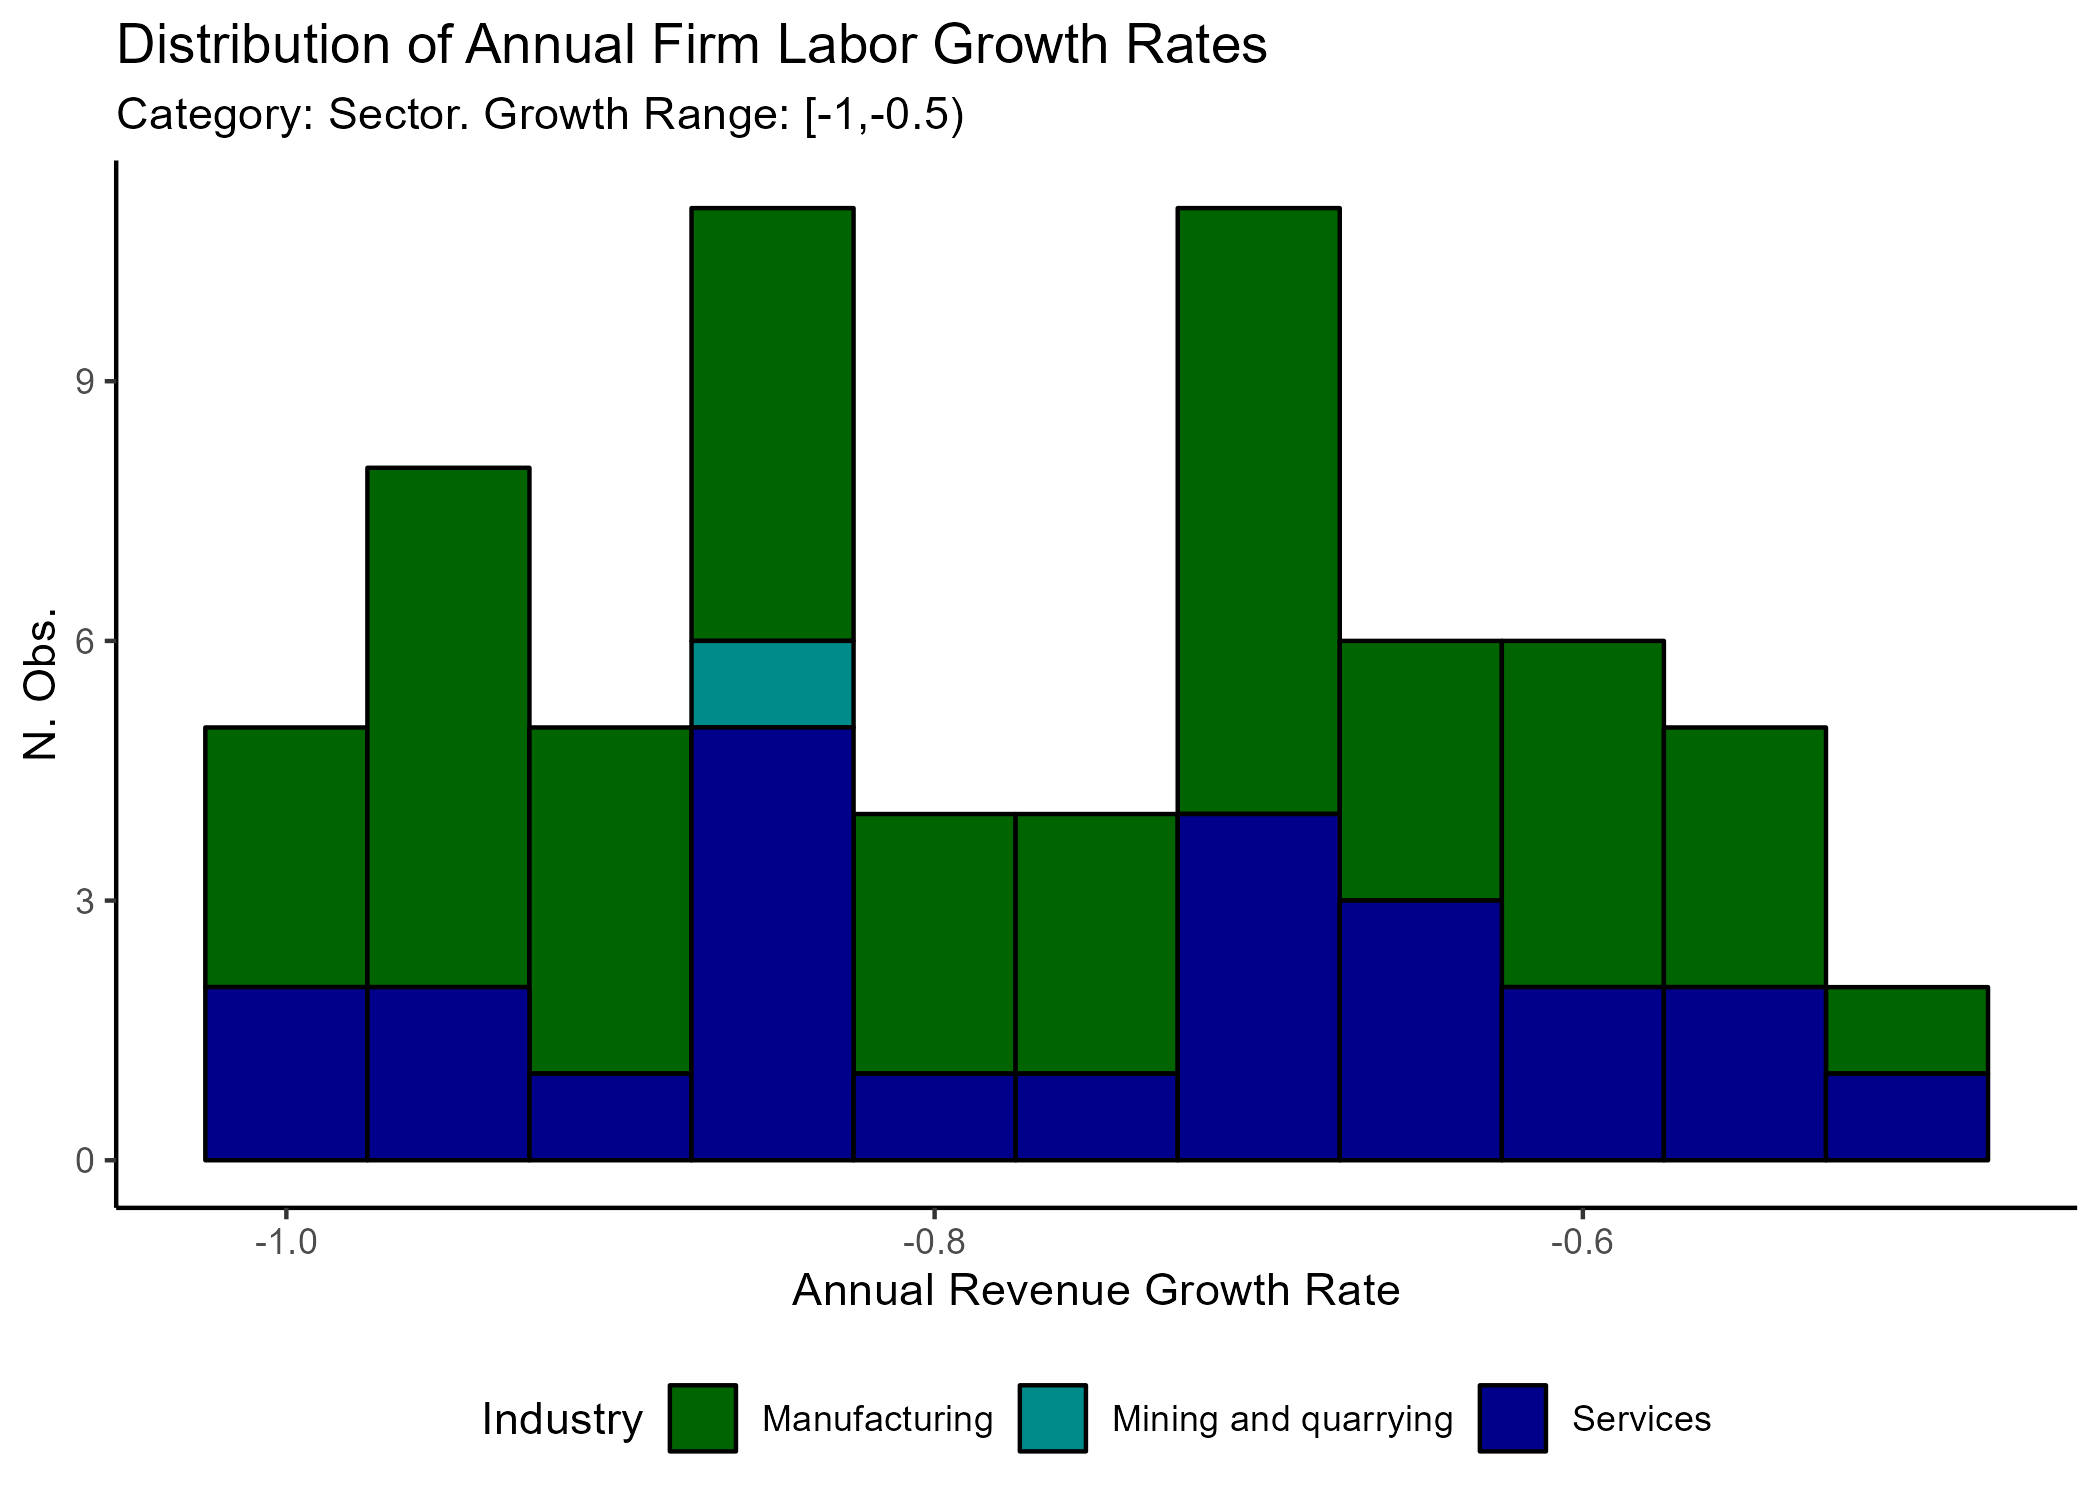 Distribution of Annual Firm Labor Growth Rates
Category: Sector. Growth Range: [-1,-0.5)
N. Obs.
9
6
3
0
-1.0 -0.8 -0.6
Annual Revenue Growth Rate
Industry Manufacturing Mining and quarrying Services